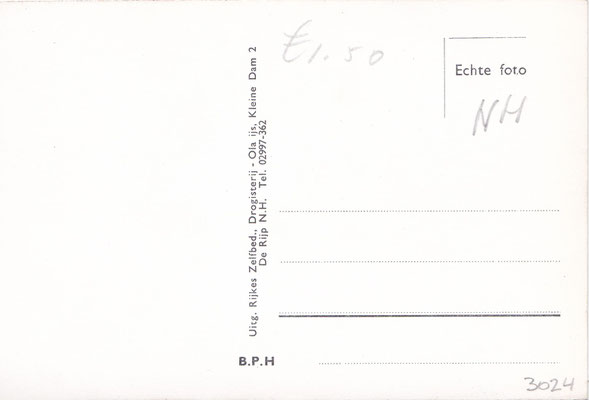 Uitg. Rijkes Zelfbed., Drogisterij - Ola ijs, Kleine Dam 2
De Rijp N.H. Tel. 02997-362
B.P.H
£1.50
Echte foto
NH
3024